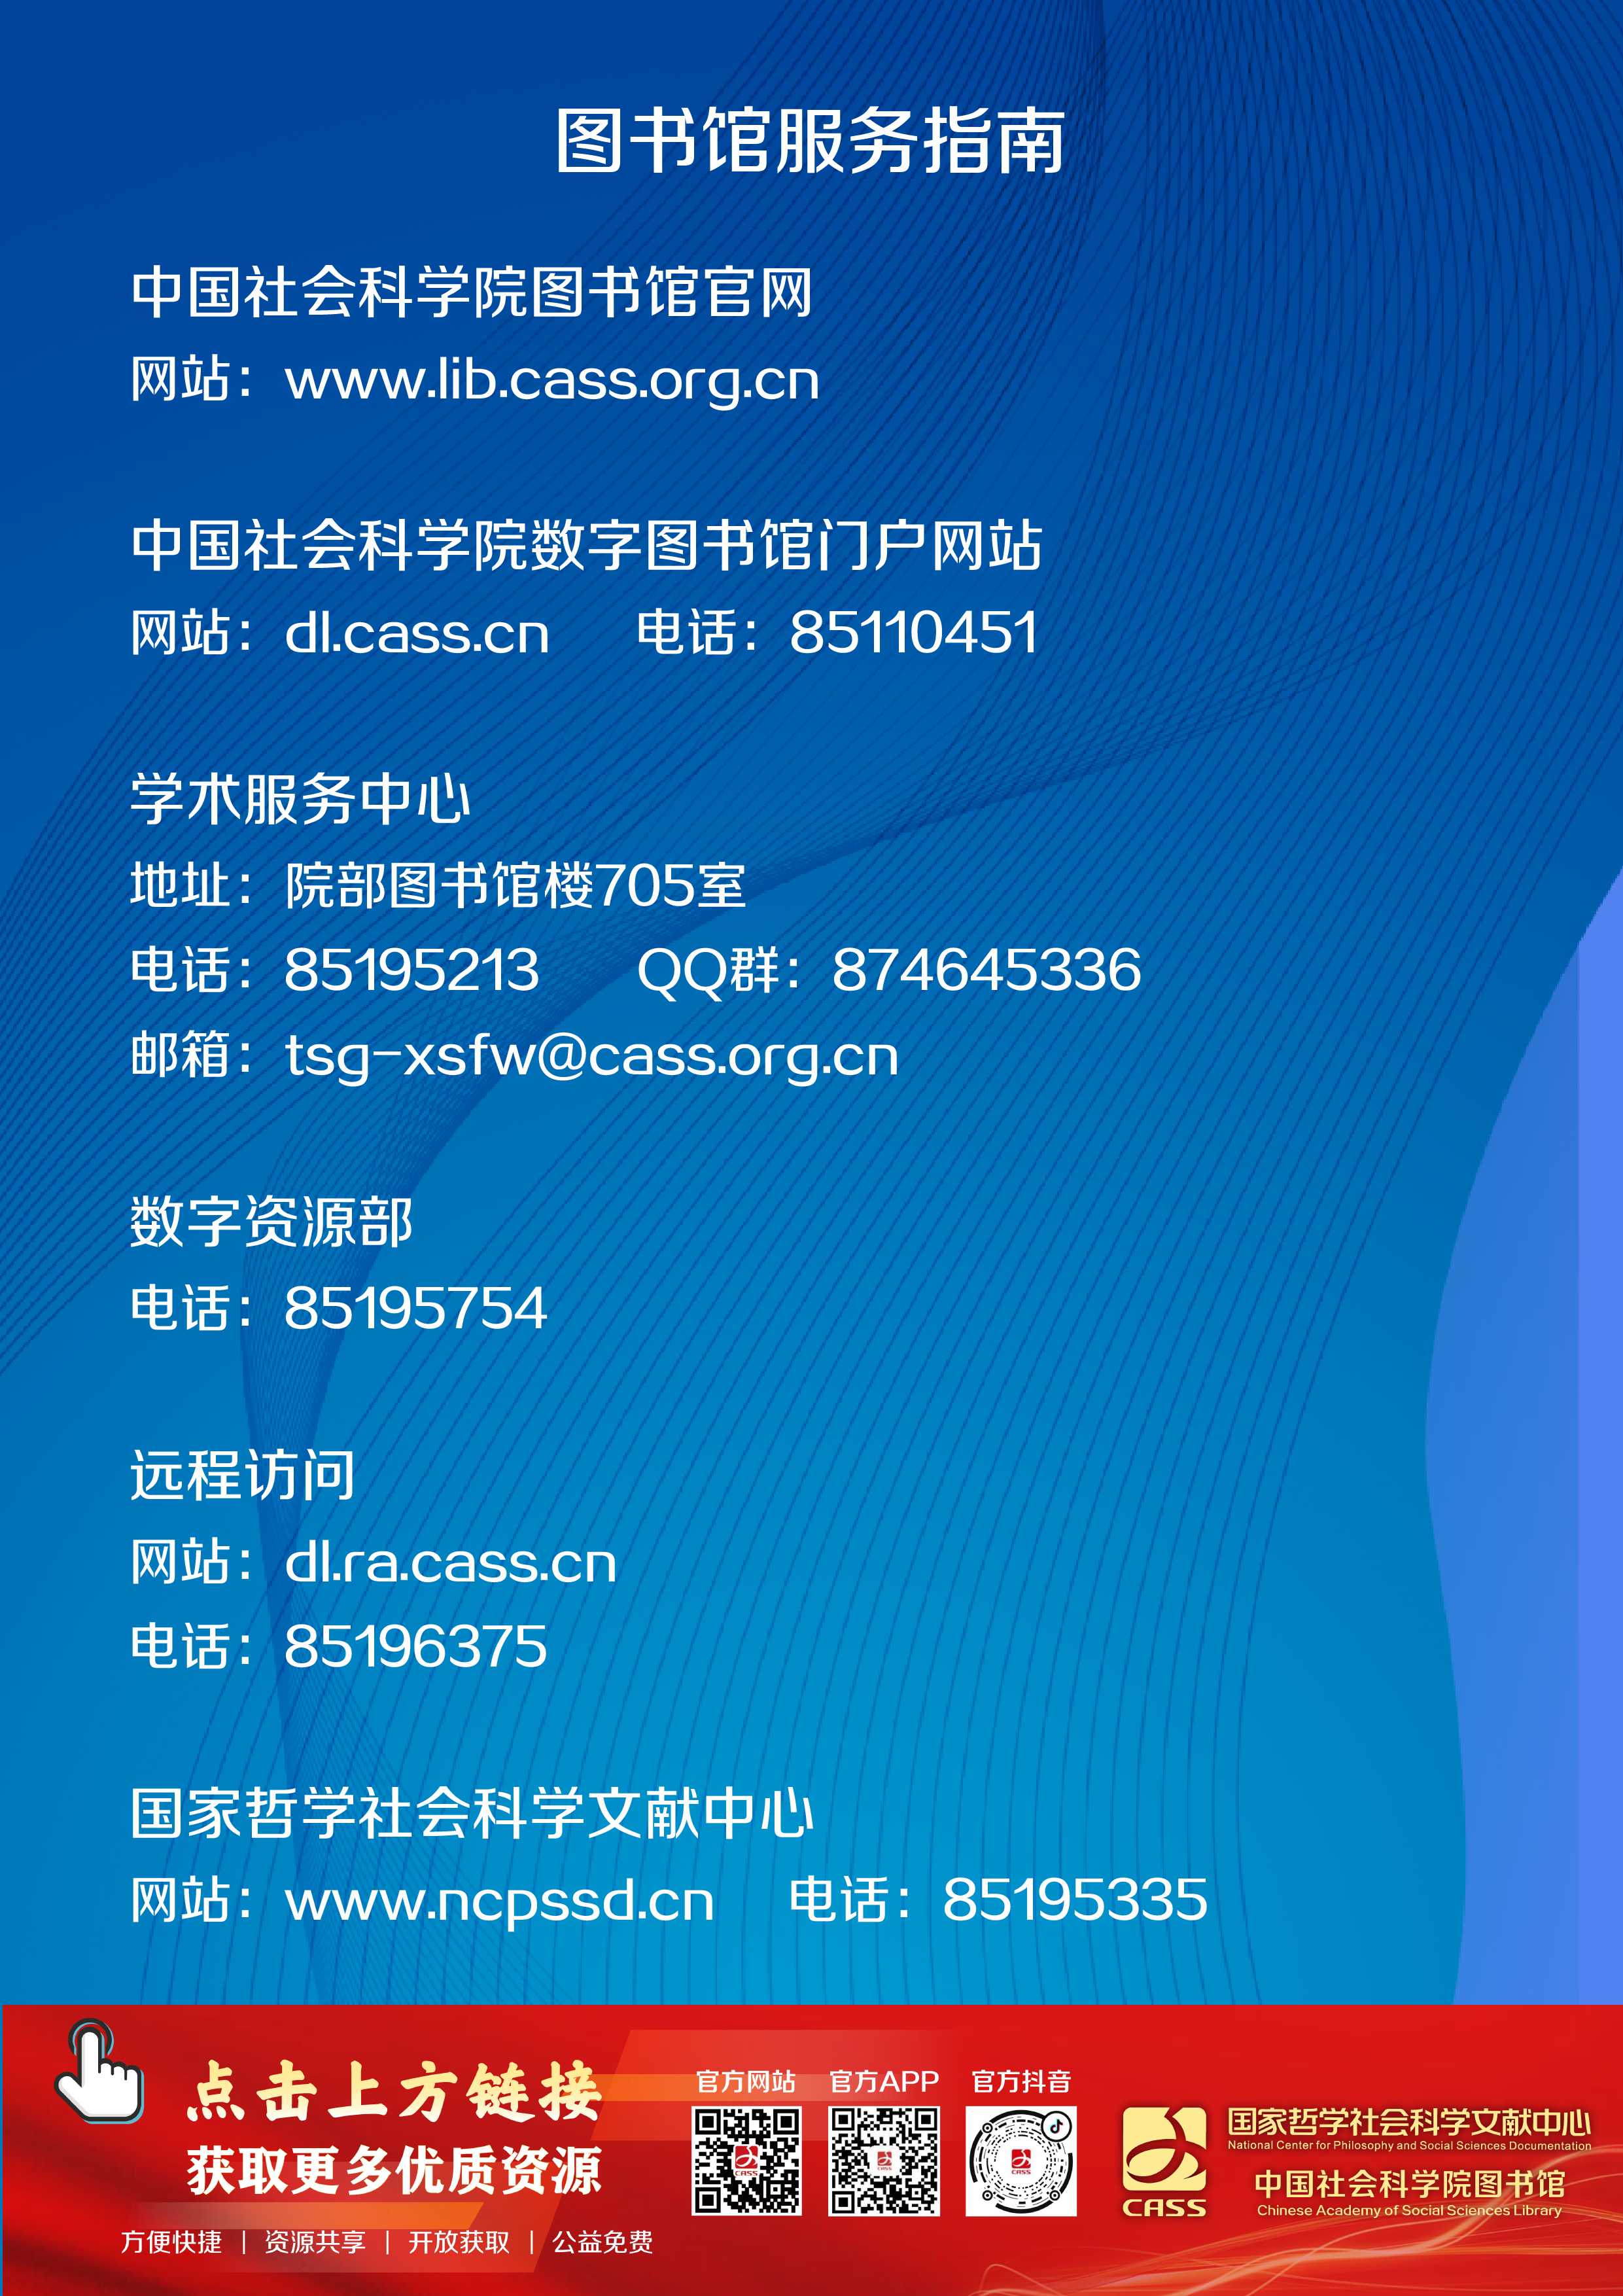 图书馆服务指南
中国社会科学院图书馆官网
网站：www.lib.cass.org.cn
中国社会科学院数字图书馆门户网站
网站：dl.cass.cn 电话：85110451
学术服务中心
地址：院部图书馆楼705室
电话：85195213 QQ群：874645336
邮箱：tsg-xsfw@cass.org.cn
数字资源部
电话：85195754
远程访问
网站：dl.ra.cass.cn
电话：85196375
国家哲学社会科学文献中心
网站：www.ncpssd.cn 电话：85195335
点击上方链接
获取更多优质资源
方便快捷 | 资源共享 | 开放获取 | 公益免费
官方网站 官方APP 官方抖音
CASS
CASS
CASS
CASS
国家哲学社会科学文献中心
National Center for Philosophy and Social Sciences Documentation
中国社会科学院图书馆
Chinese Academy of Social Sciences Library